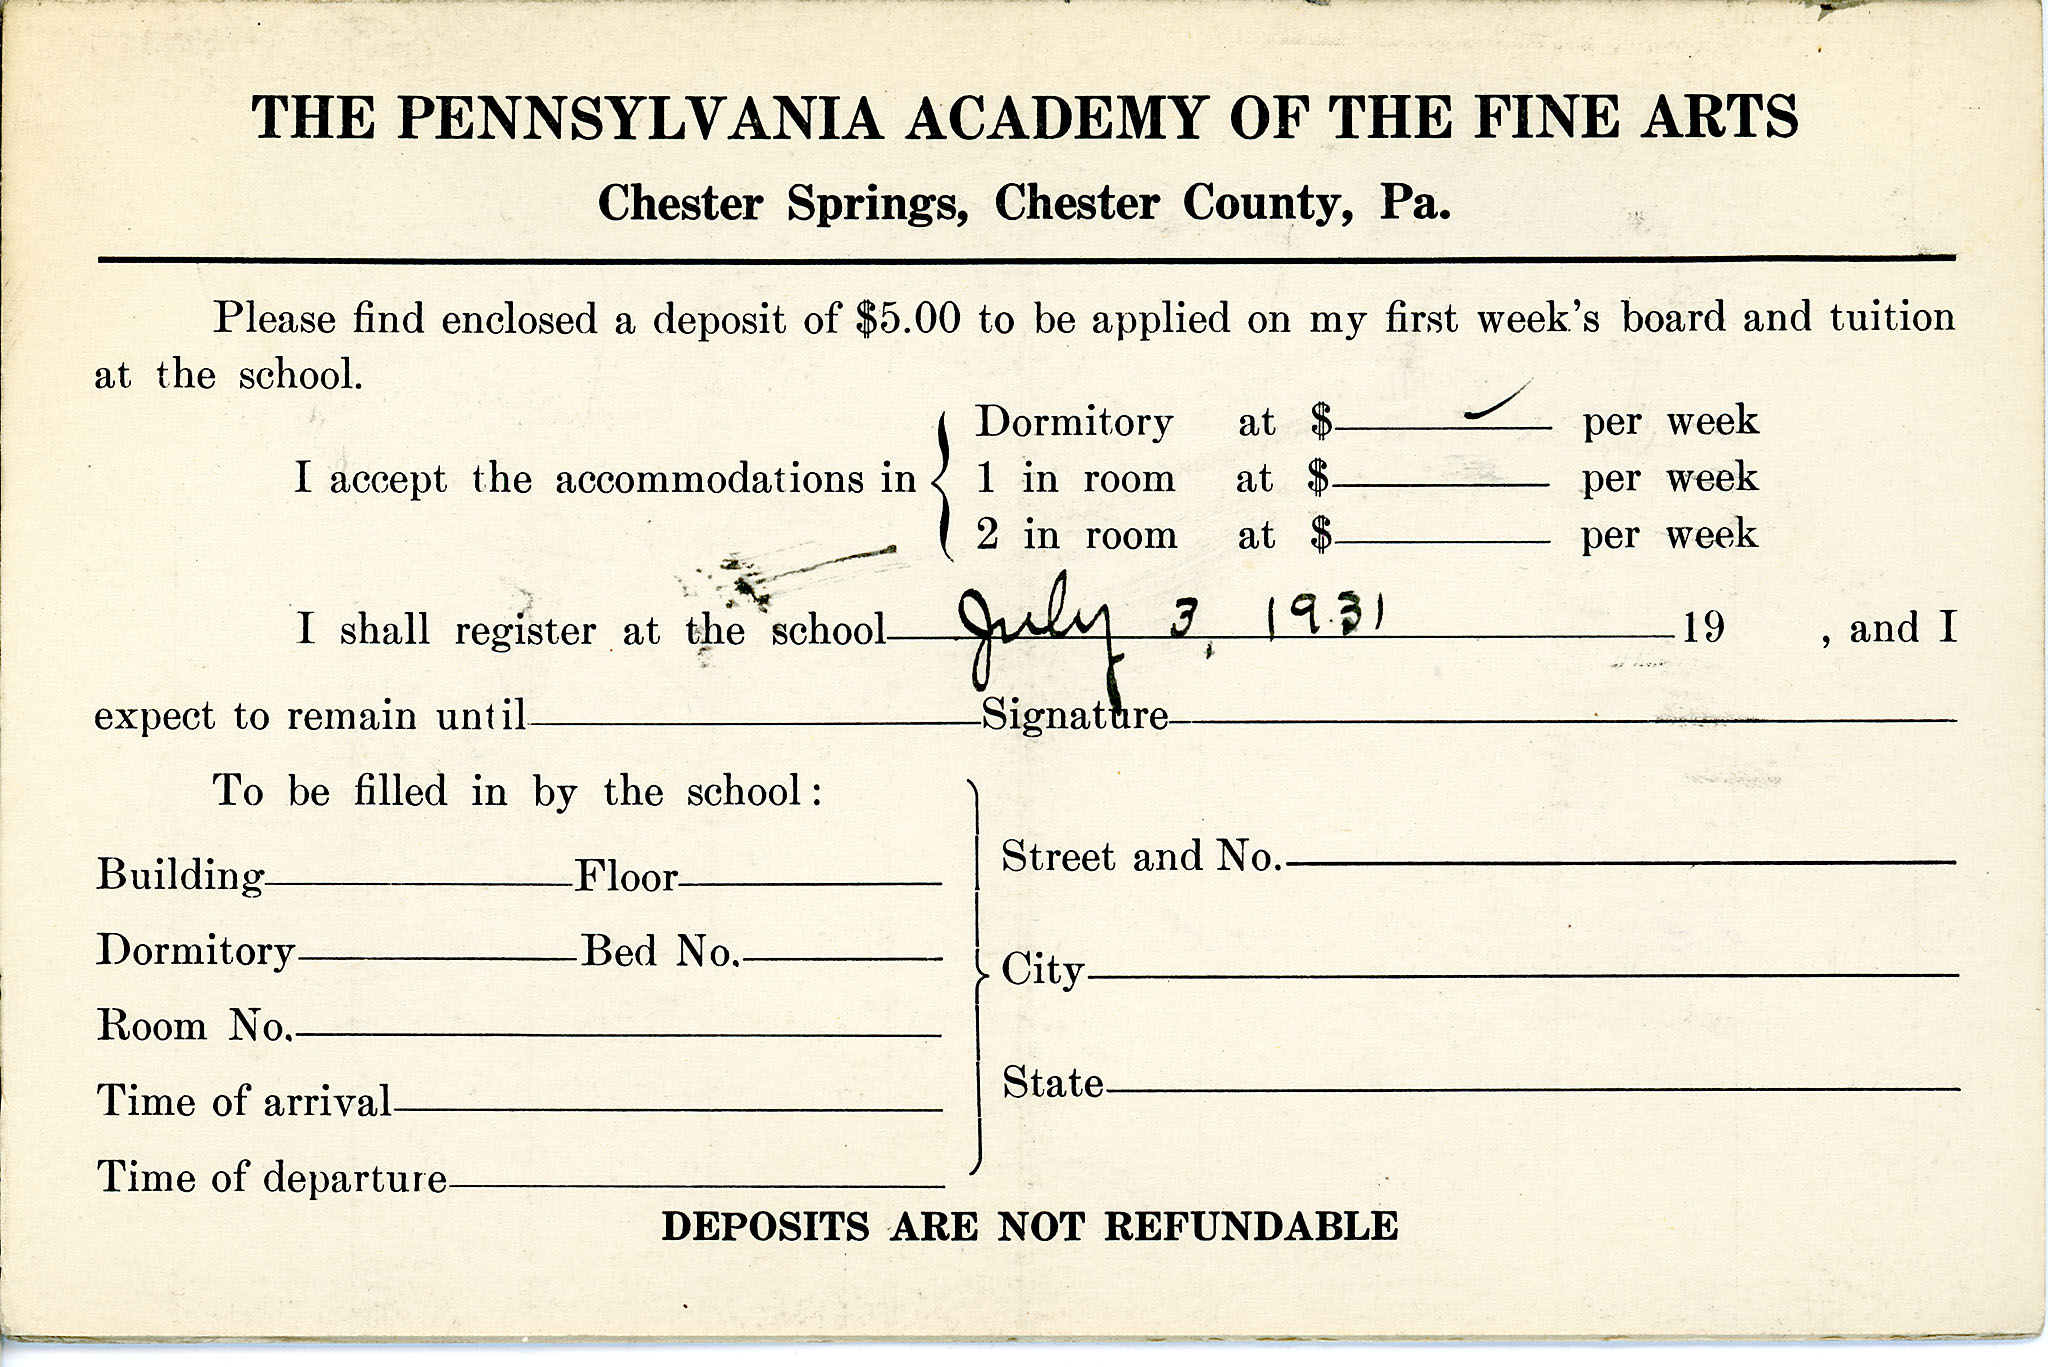 THE PENNSYLVANIA ACADEMY OF THE FINE ARTS
Chester Springs, Chester County, Pa.
Please find enclosed a deposit of $5.00 to be applied on my first week's board and tuition
at the school.
Dormitory at $ ✓ per week
I accept the accommodations in { 1 in room at $ per week
2 in room at $ per week
I shall register at the school July 3, 1931 19 , and I
expect to remain until Signature
To be filled in by the school:
Building Floor
Street and No.
Dormitory Bed No.
City
Room No.
State
Time of arrival
Time of departure
DEPOSITS ARE NOT REFUNDABLE